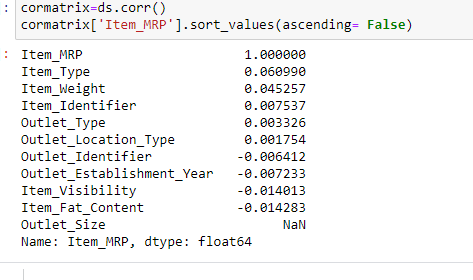 : cormatrix=ds.corr()
cormatrix['Item_MRP'].sort_values(ascending= False)
: Item_MRP 1.000000
Item_Type 0.060990
Item_Weight 0.045257
Item_Identifier 0.007537
Outlet_Type 0.003326
Outlet_Location_Type 0.001754
Outlet_Identifier -0.006412
Outlet_Establishment_Year -0.007233
Item_Visibility -0.014013
Item_Fat_Content -0.014283
Outlet_Size NaN
Name: Item_MRP, dtype: float64